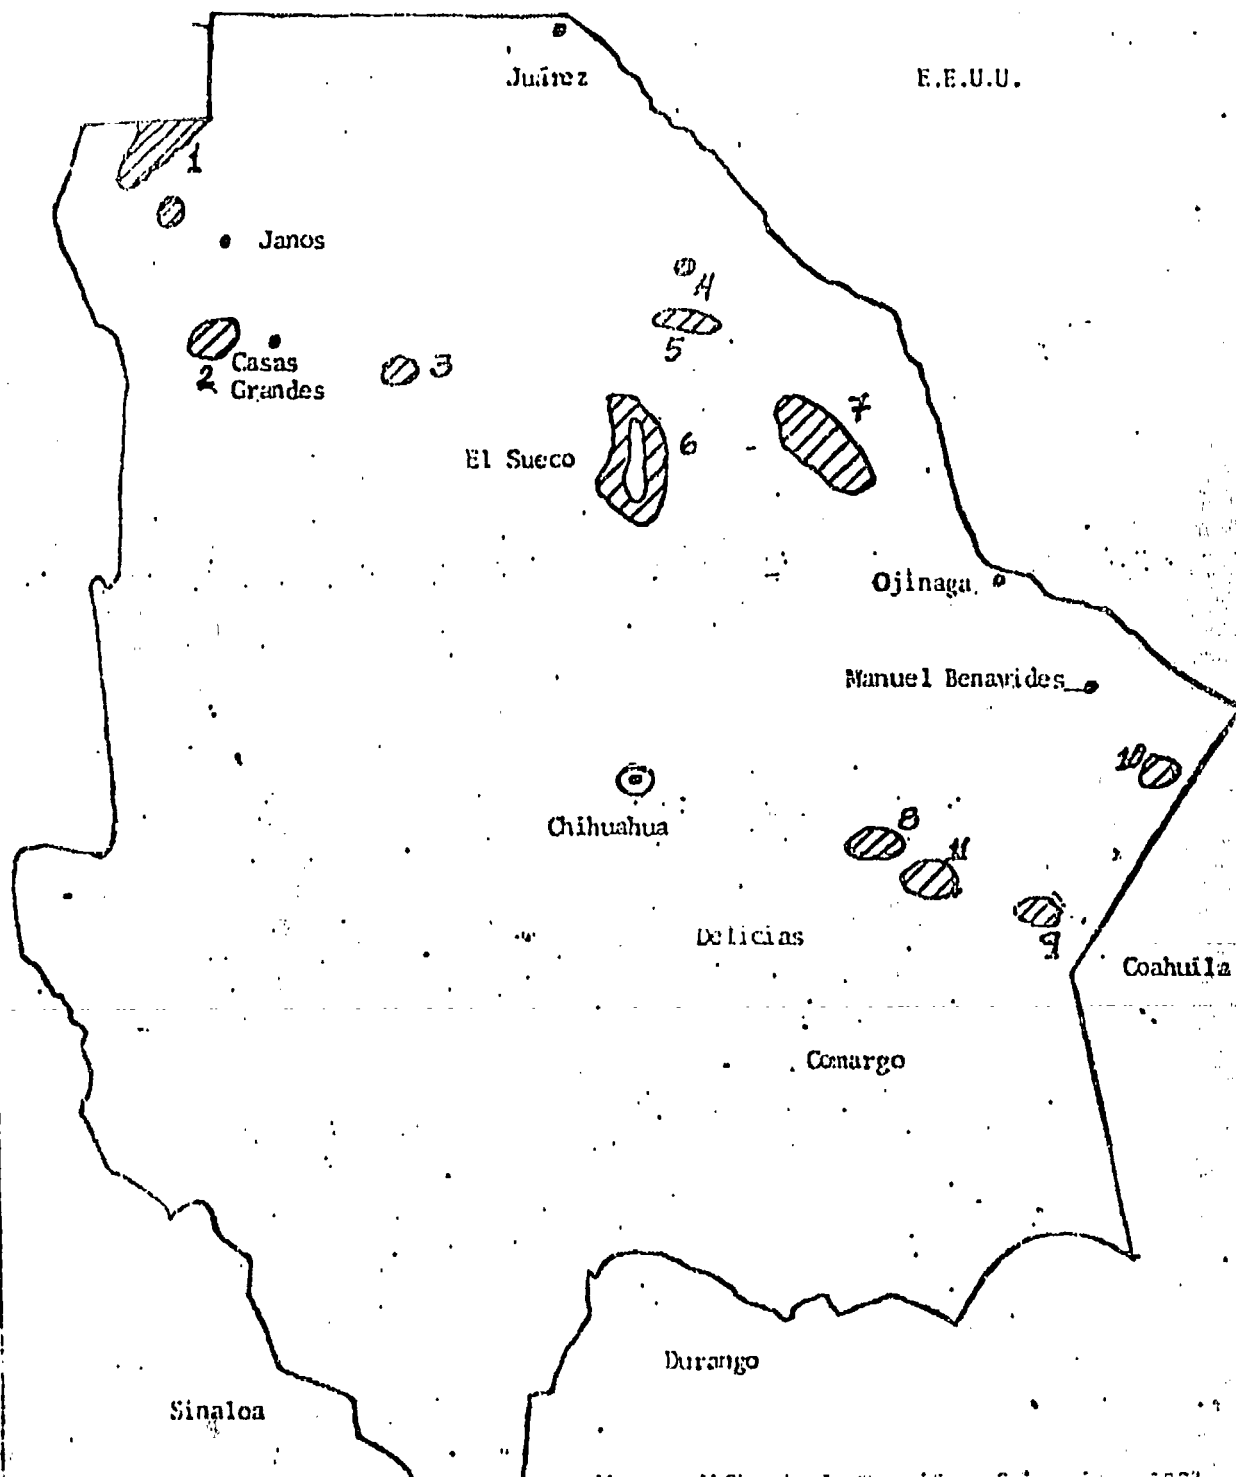 Juárez
E.E.U.U.
1
Janos
4
5
2
Casas
Grandes
3
7
6
El Sueco
Ojinaga
Manuel Benavides
10
Chihuahua
8
11
9
Delicias
Coahuila
Comargo
Durango
Sinaloa